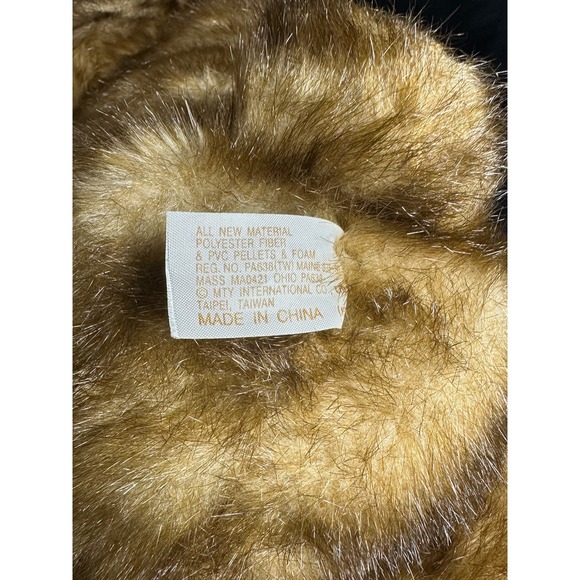 ALL NEW MATERIAL
POLYESTER FIBER
& PVC PELLETS & FOAM
REG. NO. PA638(TW) MAINE
MASS MA0421 OHIO
© MTY INTERNATIONAL CO.
TAIPEI, TAIWAN
MADE IN CHINA